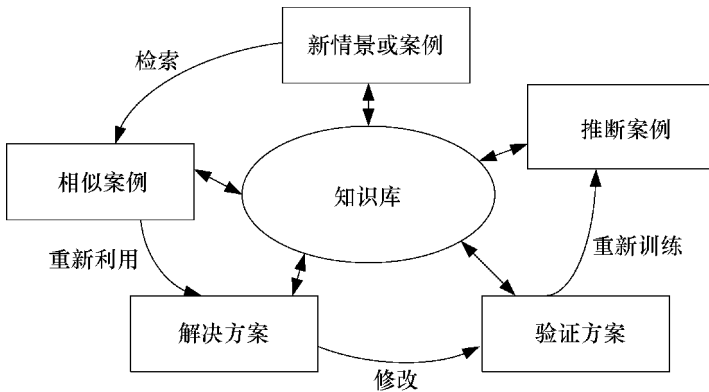 新情景或案例
检索
推断案例
相似案例
知识库
重新利用
重新训练
解决方案
验证方案
修改